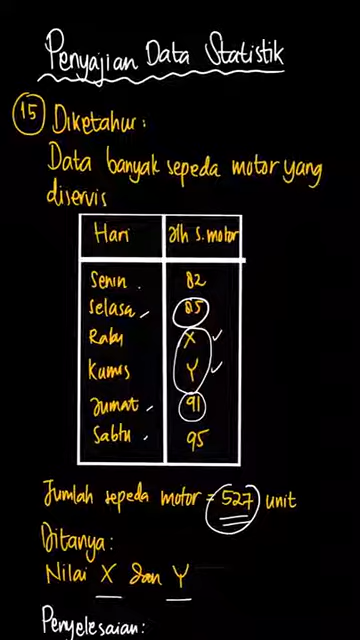 Penyajian Data Statistik
15 Diketahui:
Data banyak sepeda motor yang
diservis
Hari Jlh s.motor
Senin 82
Selasa 85
Rabu X
Kamis Y
Jumat 91
Sabtu 95
Jumlah sepeda motor = 527 unit
Ditanya:
Nilai X dan Y
Penyelesaian: